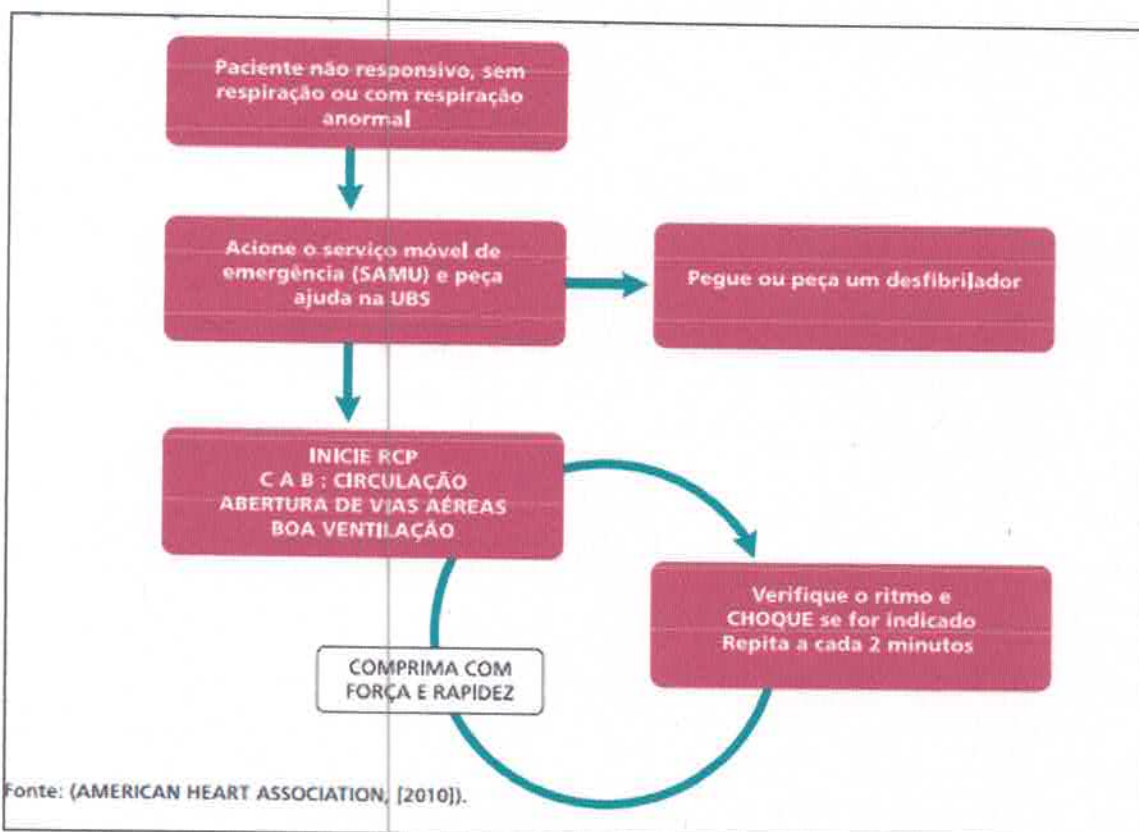 Paciente não responsivo, sem
respiração ou com respiração
anormal
Acione o serviço móvel de
emergência (SAMU) e peça
ajuda na UBS
Pegue ou peça um desfibrilador
INICIE RCP
C A B : CIRCULAÇÃO
ABERTURA DE VIAS AÉREAS
BOA VENTILAÇÃO
Verifique o ritmo e
CHOQUE se for indicado
Repita a cada 2 minutos
COMPRIMA COM
FORÇA E RAPIDEZ
Fonte: (AMERICAN HEART ASSOCIATION, [2010]).